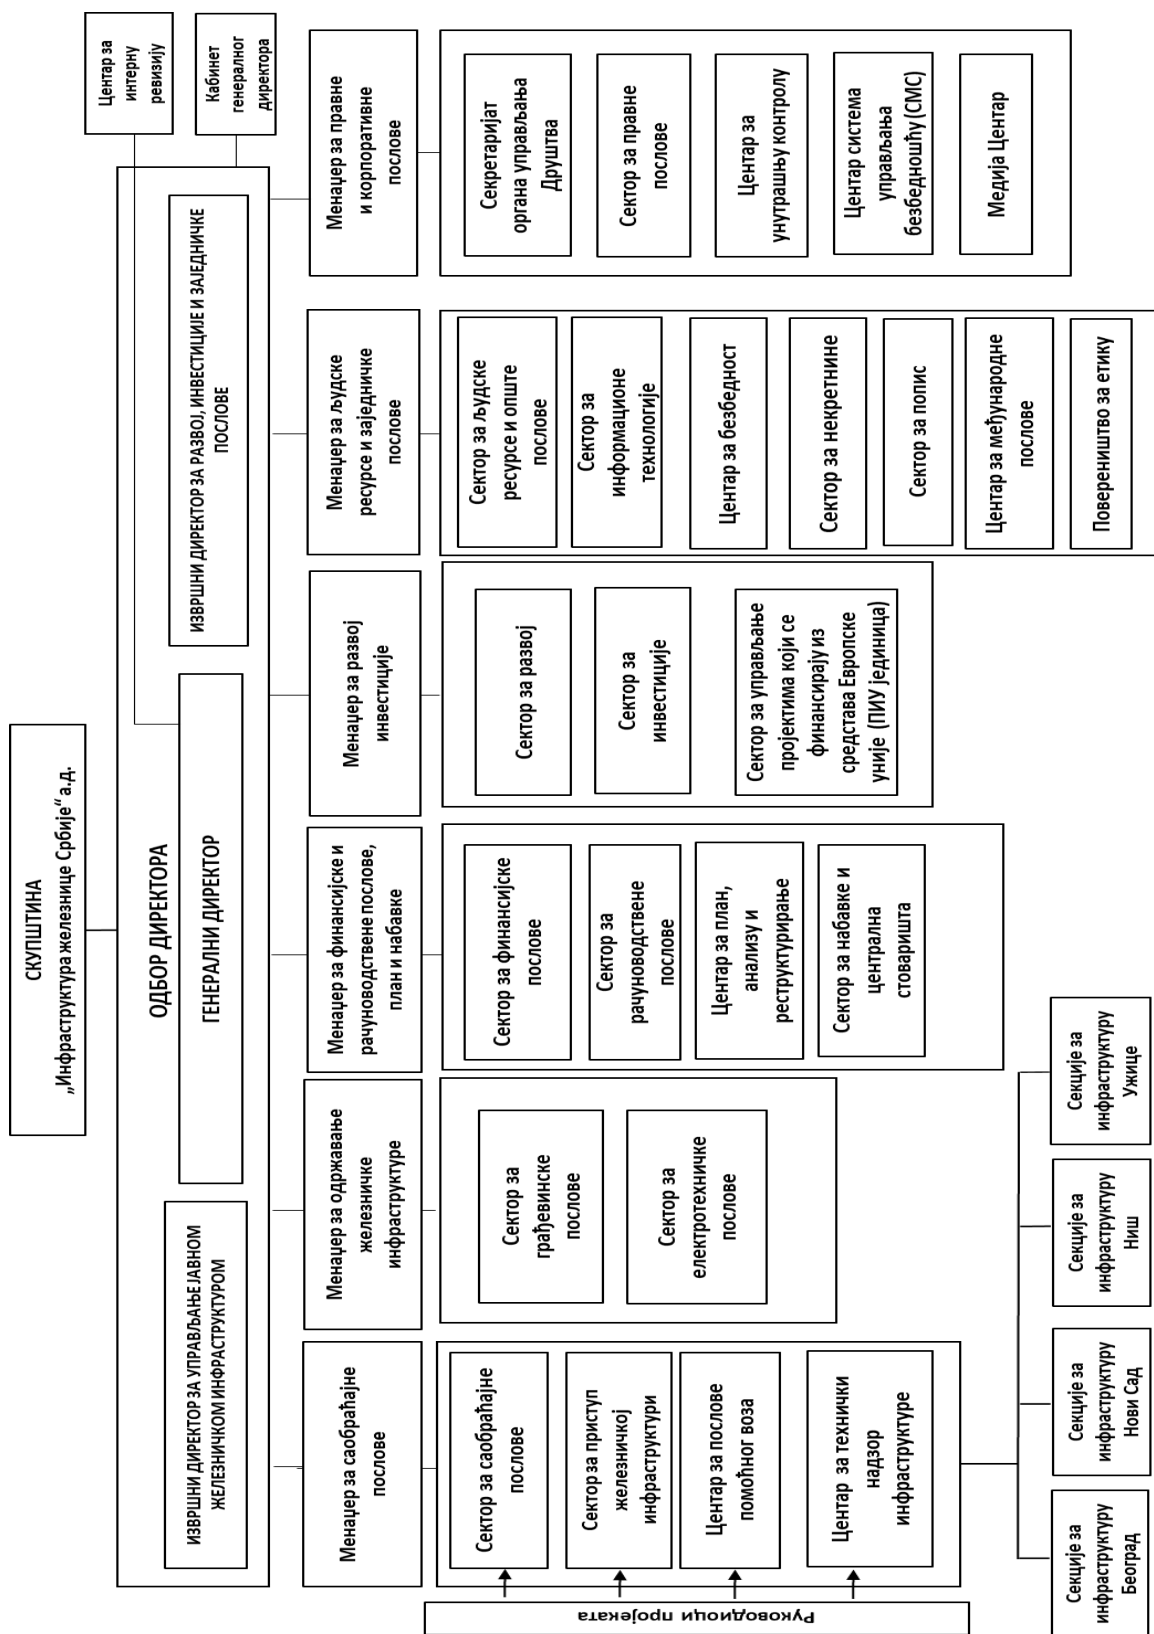 СКУПШТИНА
„Инфраструктура железнице Србије“ а.д.
Центар за
интерну
ревизију
Кабинет
генералног
директора
ОДБОР ДИРЕКТОРА
ИЗВРШНИ ДИРЕКТОР ЗА УПРАВЉАЊЕ ЈАВНОМ
ЖЕЛЕЗНИЧКОМ ИНФРАСТРУКТУРОМ
ГЕНЕРАЛНИ ДИРЕКТОР
ИЗВРШНИ ДИРЕКТОР ЗА РАЗВОЈ, ИНВЕСТИЦИЈЕ И ЗАЈЕДНИЧКЕ
ПОСЛОВЕ
Менаџер за саобраћајне
послове
Менаџер за одржавање
железничке
инфраструктуре
Менаџер за финансијске и
рачуноводствене послове,
план и набавке
Менаџер за развој
инвестиције
Менаџер за људске
ресурсе и заједничке
послове
Менаџер за правне
и корпоративне
послове
Руководиоци пројеката
Сектор за саобраћајне
послове
Сектор за приступ
железничкој
инфраструктури
Центар за послове
помоћног воза
Центар за технички
надзор
инфраструктуре
Сектор за
грађевинске
послове
Сектор за
електротехничке
послове
Сектор за финансијске
послове
Сектор за
рачуноводствене
послове
Центар за план,
анализу и
реструктурирање
Сектор за набавке и
централна
стоваришта
Сектор за развој
Сектор за
инвестиције
Сектор за управљање
пројектима који се
финансирају из
средстава Европске
уније (ПИУ јединица)
Сектор за људске
ресурсе и опште
послове
Сектор за
информационе
технологије
Центар за безбедност
Сектор за некретнине
Сектор за попис
Центар за међународне
послове
Повереништво за етику
Секретаријат
органа управљања
Друштва
Сектор за правне
послове
Центар за
унутрашњу контролу
Центар система
управљања
безбедношћу (СМС)
Медија Центар
Секције за
инфраструктуру
Београд
Секције за
инфраструктуру
Нови Сад
Секције за
инфраструктуру
Ниш
Секције за
инфраструктуру
Ужице